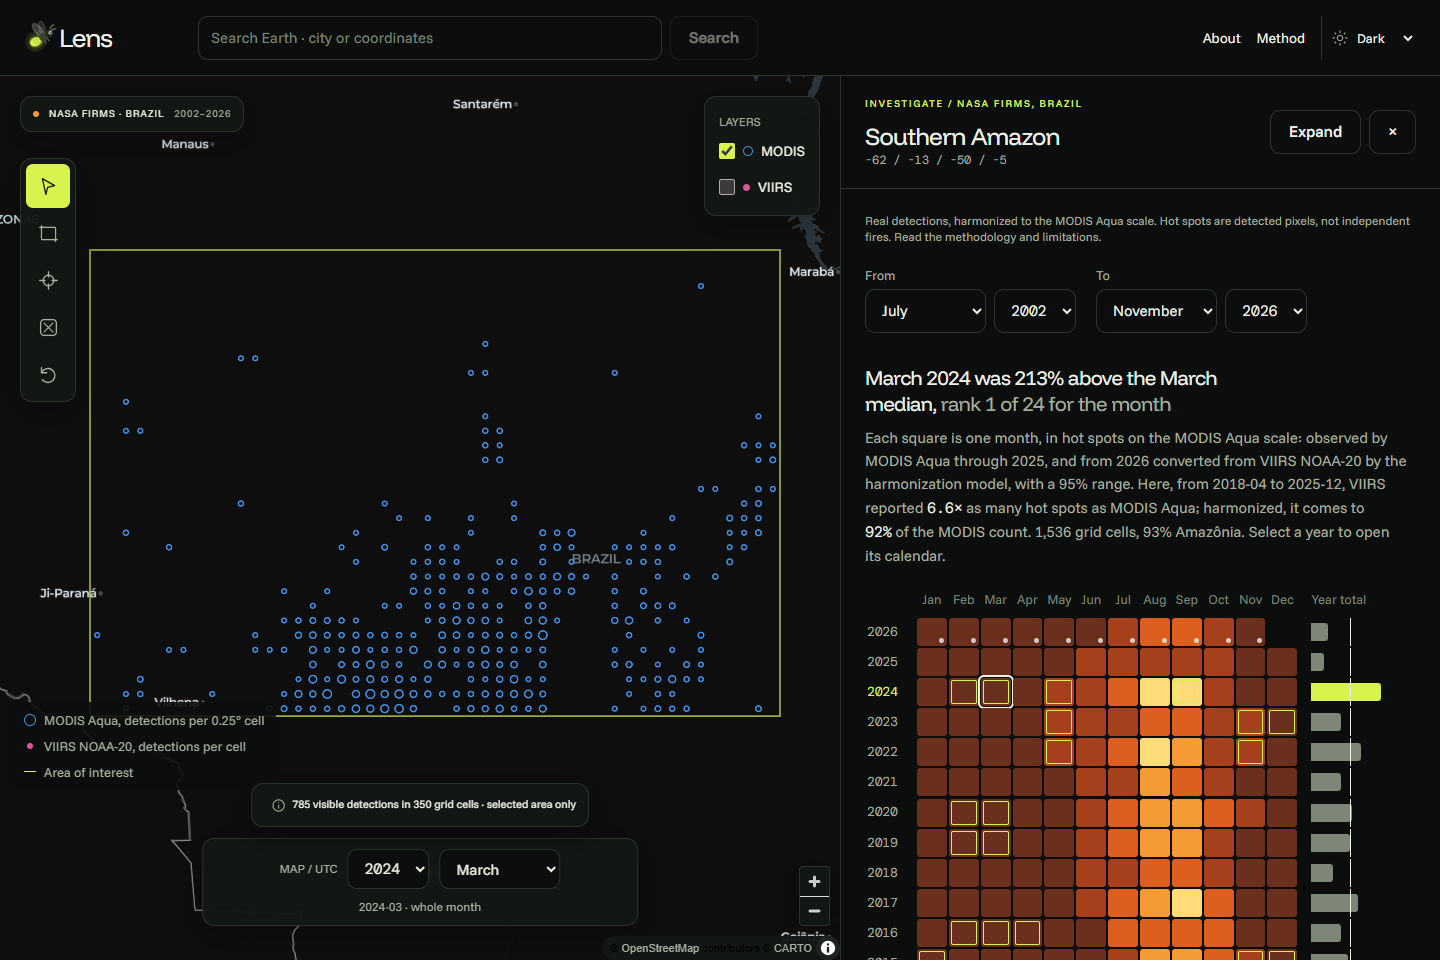 Lens
Search Earth · city or coordinates
Search
About
Method
Dark
NASA FIRMS · BRAZIL 2002–2026
Santarém
Manaus
LAYERS
MODIS
VIIRS
Marabá
BRAZIL
Ji-Paraná
Vilhena
MODIS Aqua, detections per 0.25° cell
VIIRS NOAA-20, detections per cell
Area of interest
785 visible detections in 350 grid cells · selected area only
MAP / UTC
2024
March
2024-03 · whole month
+
−
© OpenStreetMap contributors © CARTO
INVESTIGATE / NASA FIRMS, BRAZIL
Southern Amazon
-62 / -13 / -50 / -5
Expand
×
Real detections, harmonized to the MODIS Aqua scale. Hot spots are detected pixels, not independent
fires. Read the methodology and limitations.
From
To
July
2002
November
2026
March 2024 was 213% above the March
median, rank 1 of 24 for the month
Each square is one month, in hot spots on the MODIS Aqua scale: observed by
MODIS Aqua through 2025, and from 2026 converted from VIIRS NOAA-20 by the
harmonization model, with a 95% range. Here, from 2018-04 to 2025-12, VIIRS
reported 6.6× as many hot spots as MODIS Aqua; harmonized, it comes to
92% of the MODIS count. 1,536 grid cells, 93% Amazônia. Select a year to open
its calendar.
Jan Feb Mar Apr May Jun Jul Aug Sep Oct Nov Dec Year total
2026
2025
2024
2023
2022
2021
2020
2019
2018
2017
2016